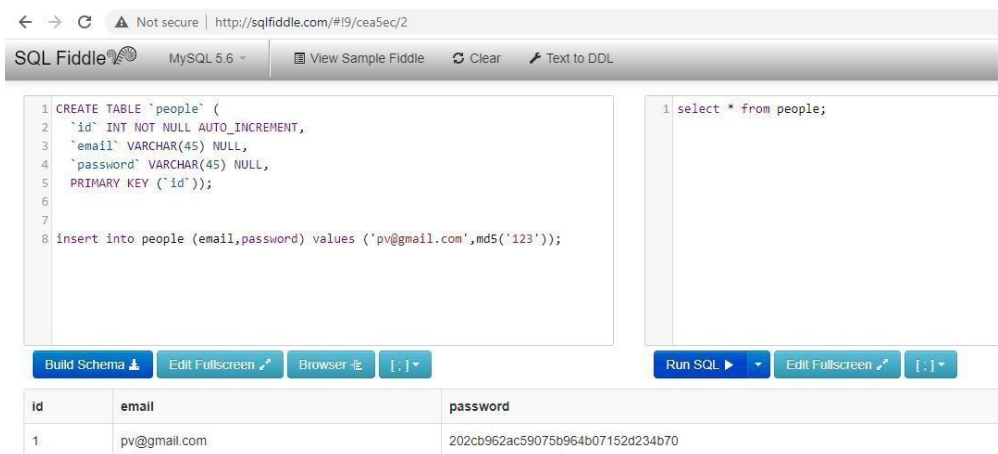 Not secure | http://sqlfiddle.com/#!9/cea5ec/2
SQL Fiddle MySQL 5.6 View Sample Fiddle Clear Text to DDL
1 CREATE TABLE `people` (
2 `id` INT NOT NULL AUTO_INCREMENT,
3 `email` VARCHAR(45) NULL,
4 `password` VARCHAR(45) NULL,
5 PRIMARY KEY (`id`));
6
7
8 insert into people (email,password) values ('pv@gmail.com',md5('123'));
1 select * from people;
Build Schema Edit Fullscreen Browser [ ; ]
Run SQL Edit Fullscreen [ ; ]
id email password
1 pv@gmail.com 202cb962ac59075b964b07152d234b70